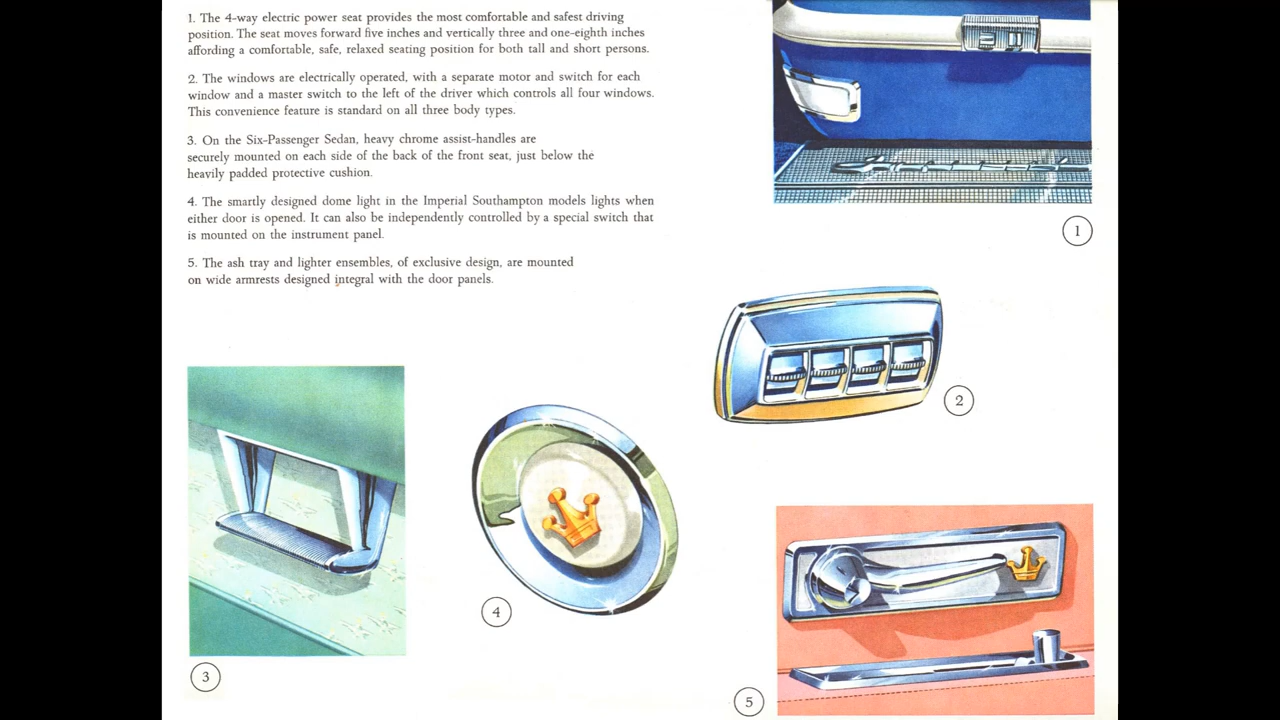 1. The 4-way electric power seat provides the most comfortable and safest driving
position. The seat moves forward five inches and vertically three and one-eighth inches
affording a comfortable, safe, relaxed seating position for both tall and short persons.
2. The windows are electrically operated, with a separate motor and switch for each
window and a master switch to the left of the driver which controls all four windows.
This convenience feature is standard on all three body types.
3. On the Six-Passenger Sedan, heavy chrome assist-handles are
securely mounted on each side of the back of the front seat, just below the
heavily padded protective cushion.
4. The smartly designed dome light in the Imperial Southampton models lights when
either door is opened. It can also be independently controlled by a special switch that
is mounted on the instrument panel.
5. The ash tray and lighter ensembles, of exclusive design, are mounted
on wide armrests designed integral with the door panels.
1
2
3
4
5